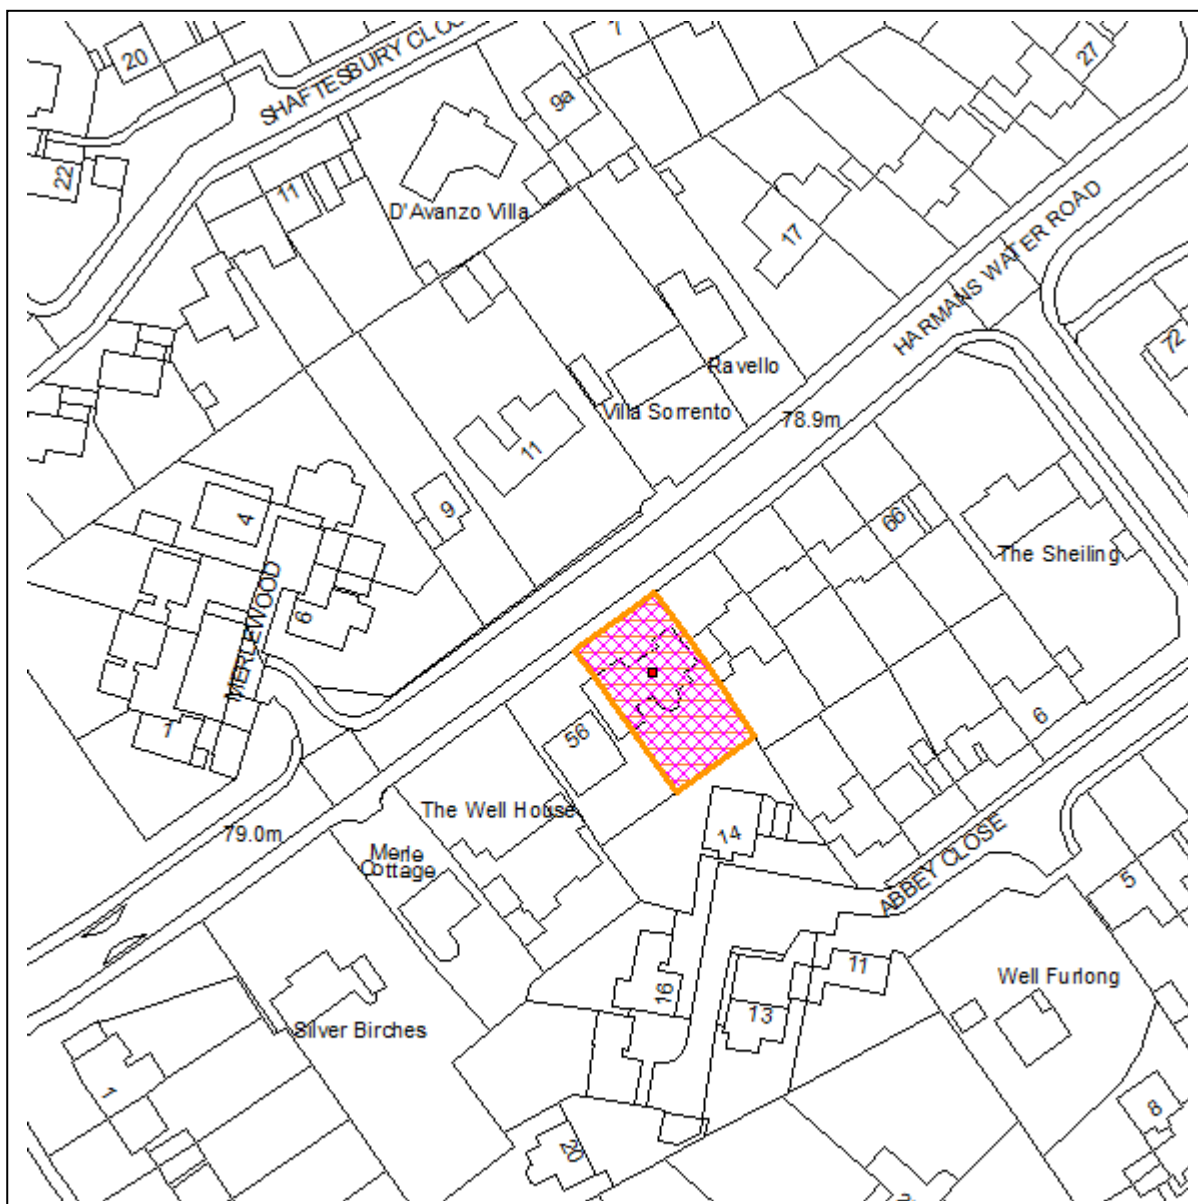 20
SHAFTESBURY CLO
7
27
9a
22
11
D'Avanzo Villa
17
HARMANS WATER ROAD
72
Ravello
Villa Sorrento
78.9m
11
9
4
66
The Sheiling
MERLEWOOD
6
1
56
6
The Well House
79.0m
14
Merle
Cottage
ABBEY CLOSE
5
11
16
Well Furlong
13
Silver Birches
1
8
20